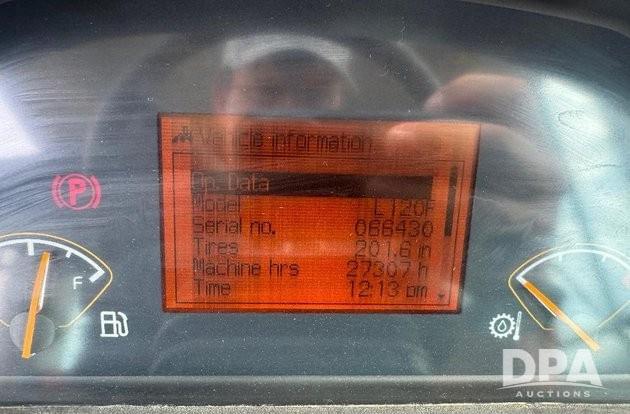 Vehicle information
Op. Data
Model L120F
Serial no. 066430
Tires 201.6 in
Machine hrs 27307 h
Time 12:13 pm
P
F
DPA
AUCTIONS